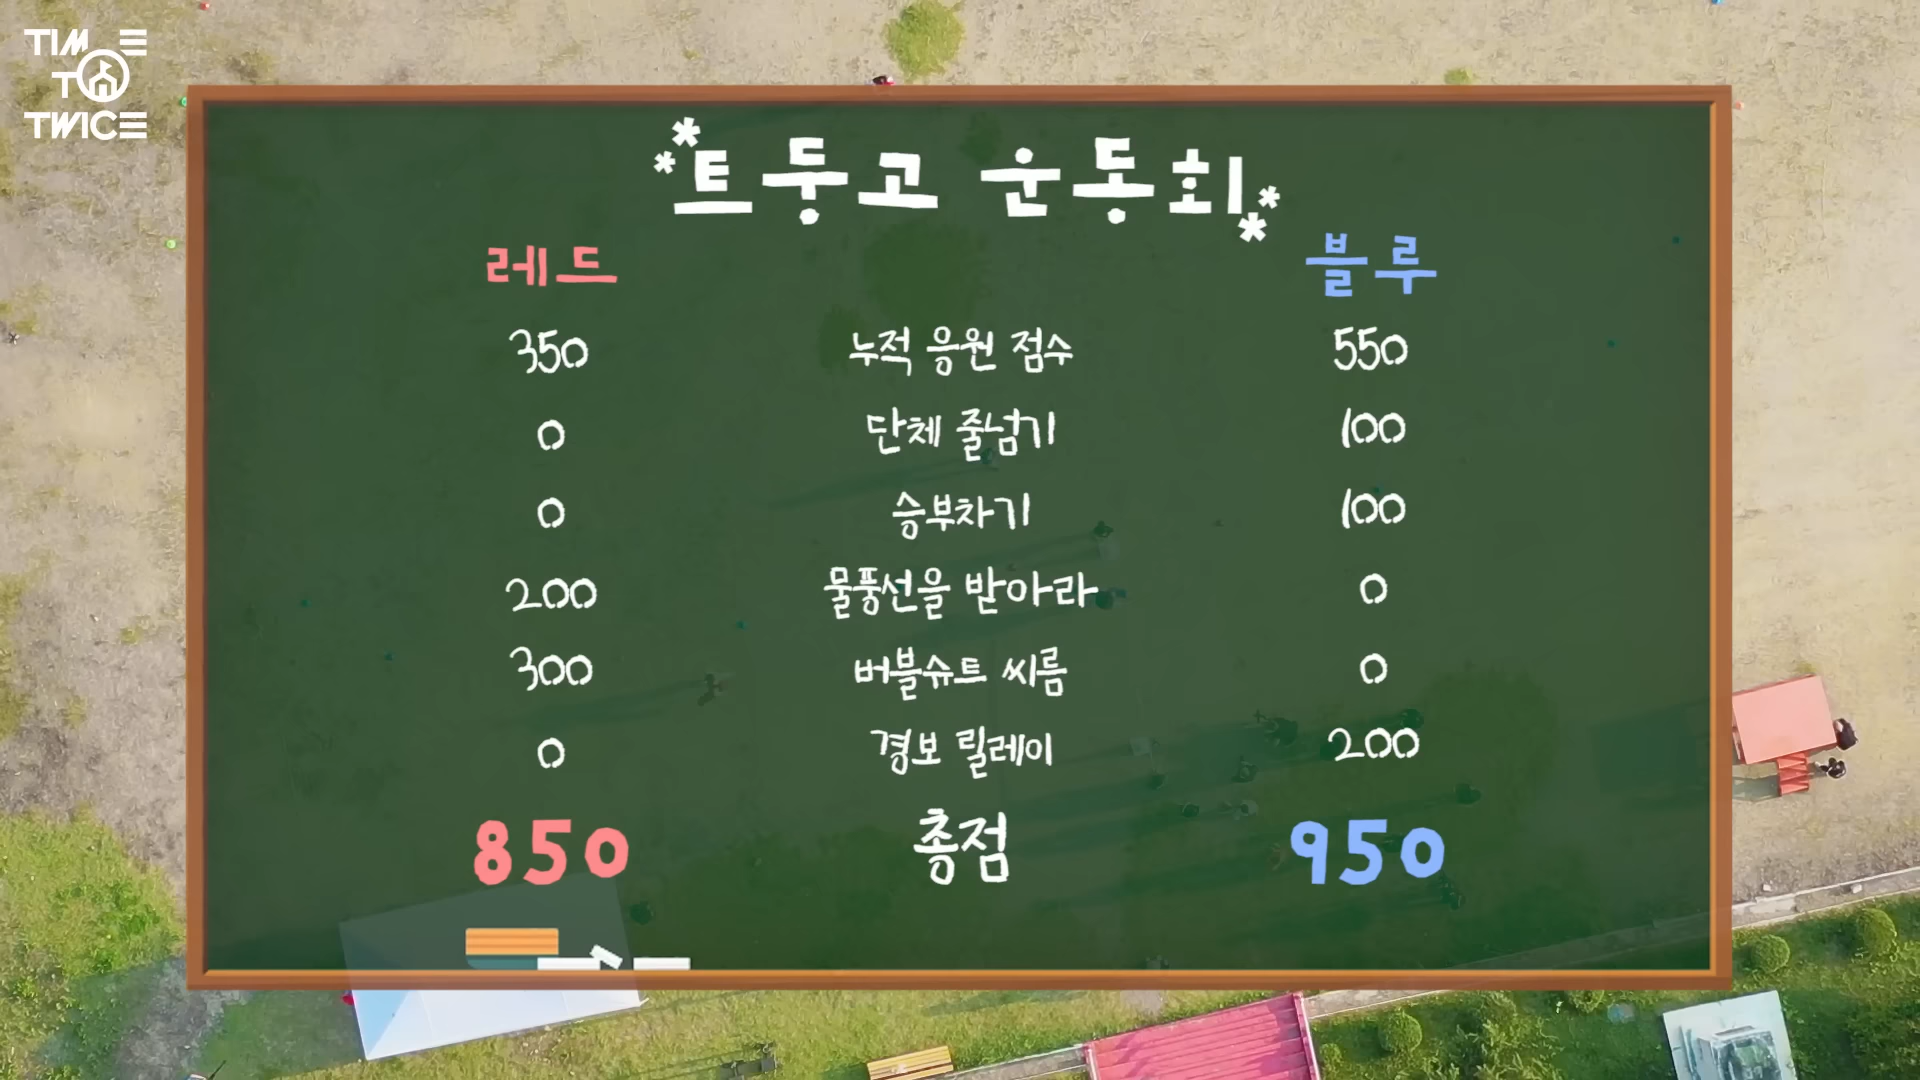 TIME
TO
TWICE
트둥고 운동회
레드 블루
350 누적 응원 점수 550
0 단체 줄넘기 100
0 승부차기 100
200 물풍선을 받아라 0
300 버블슈트 씨름 0
0 경보 릴레이 200
850 총점 950